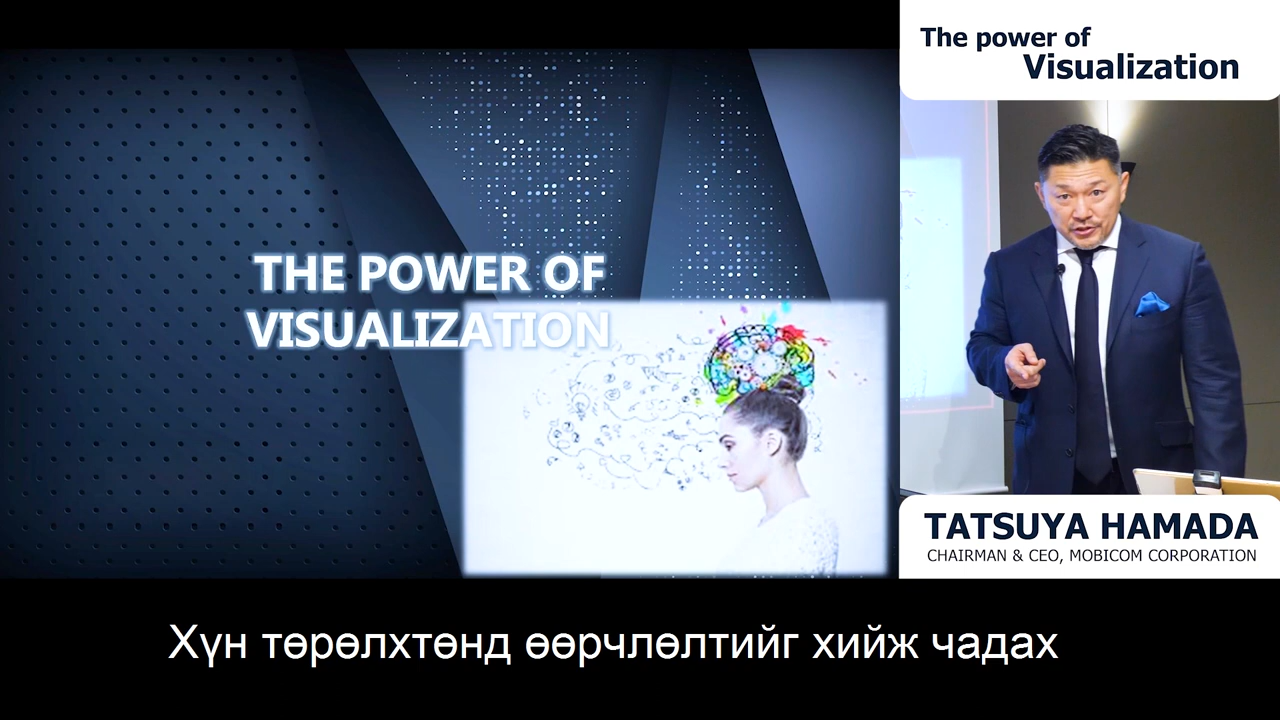 THE POWER OF
VISUALIZATION
The power of
Visualization
TATSUYA HAMADA
CHAIRMAN & CEO, MOBICOM CORPORATION
Хүн төрөлхтөнд өөрчлөлтийг хийж чадах